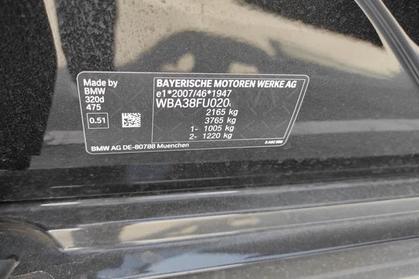 Made by
BMW
320d
475
0.51
BAYERISCHE MOTOREN WERKE AG
e1*2007/46*1947
WBA38FU020
2165 kg
3765 kg
1- 1005 kg
2- 1220 kg
BMW AG DE-80788 Muenchen